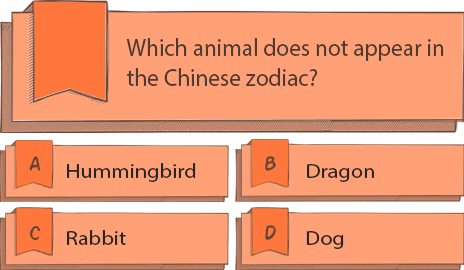 Which animal does not appear in
the Chinese zodiac?
A Hummingbird
B Dragon
C Rabbit
D Dog